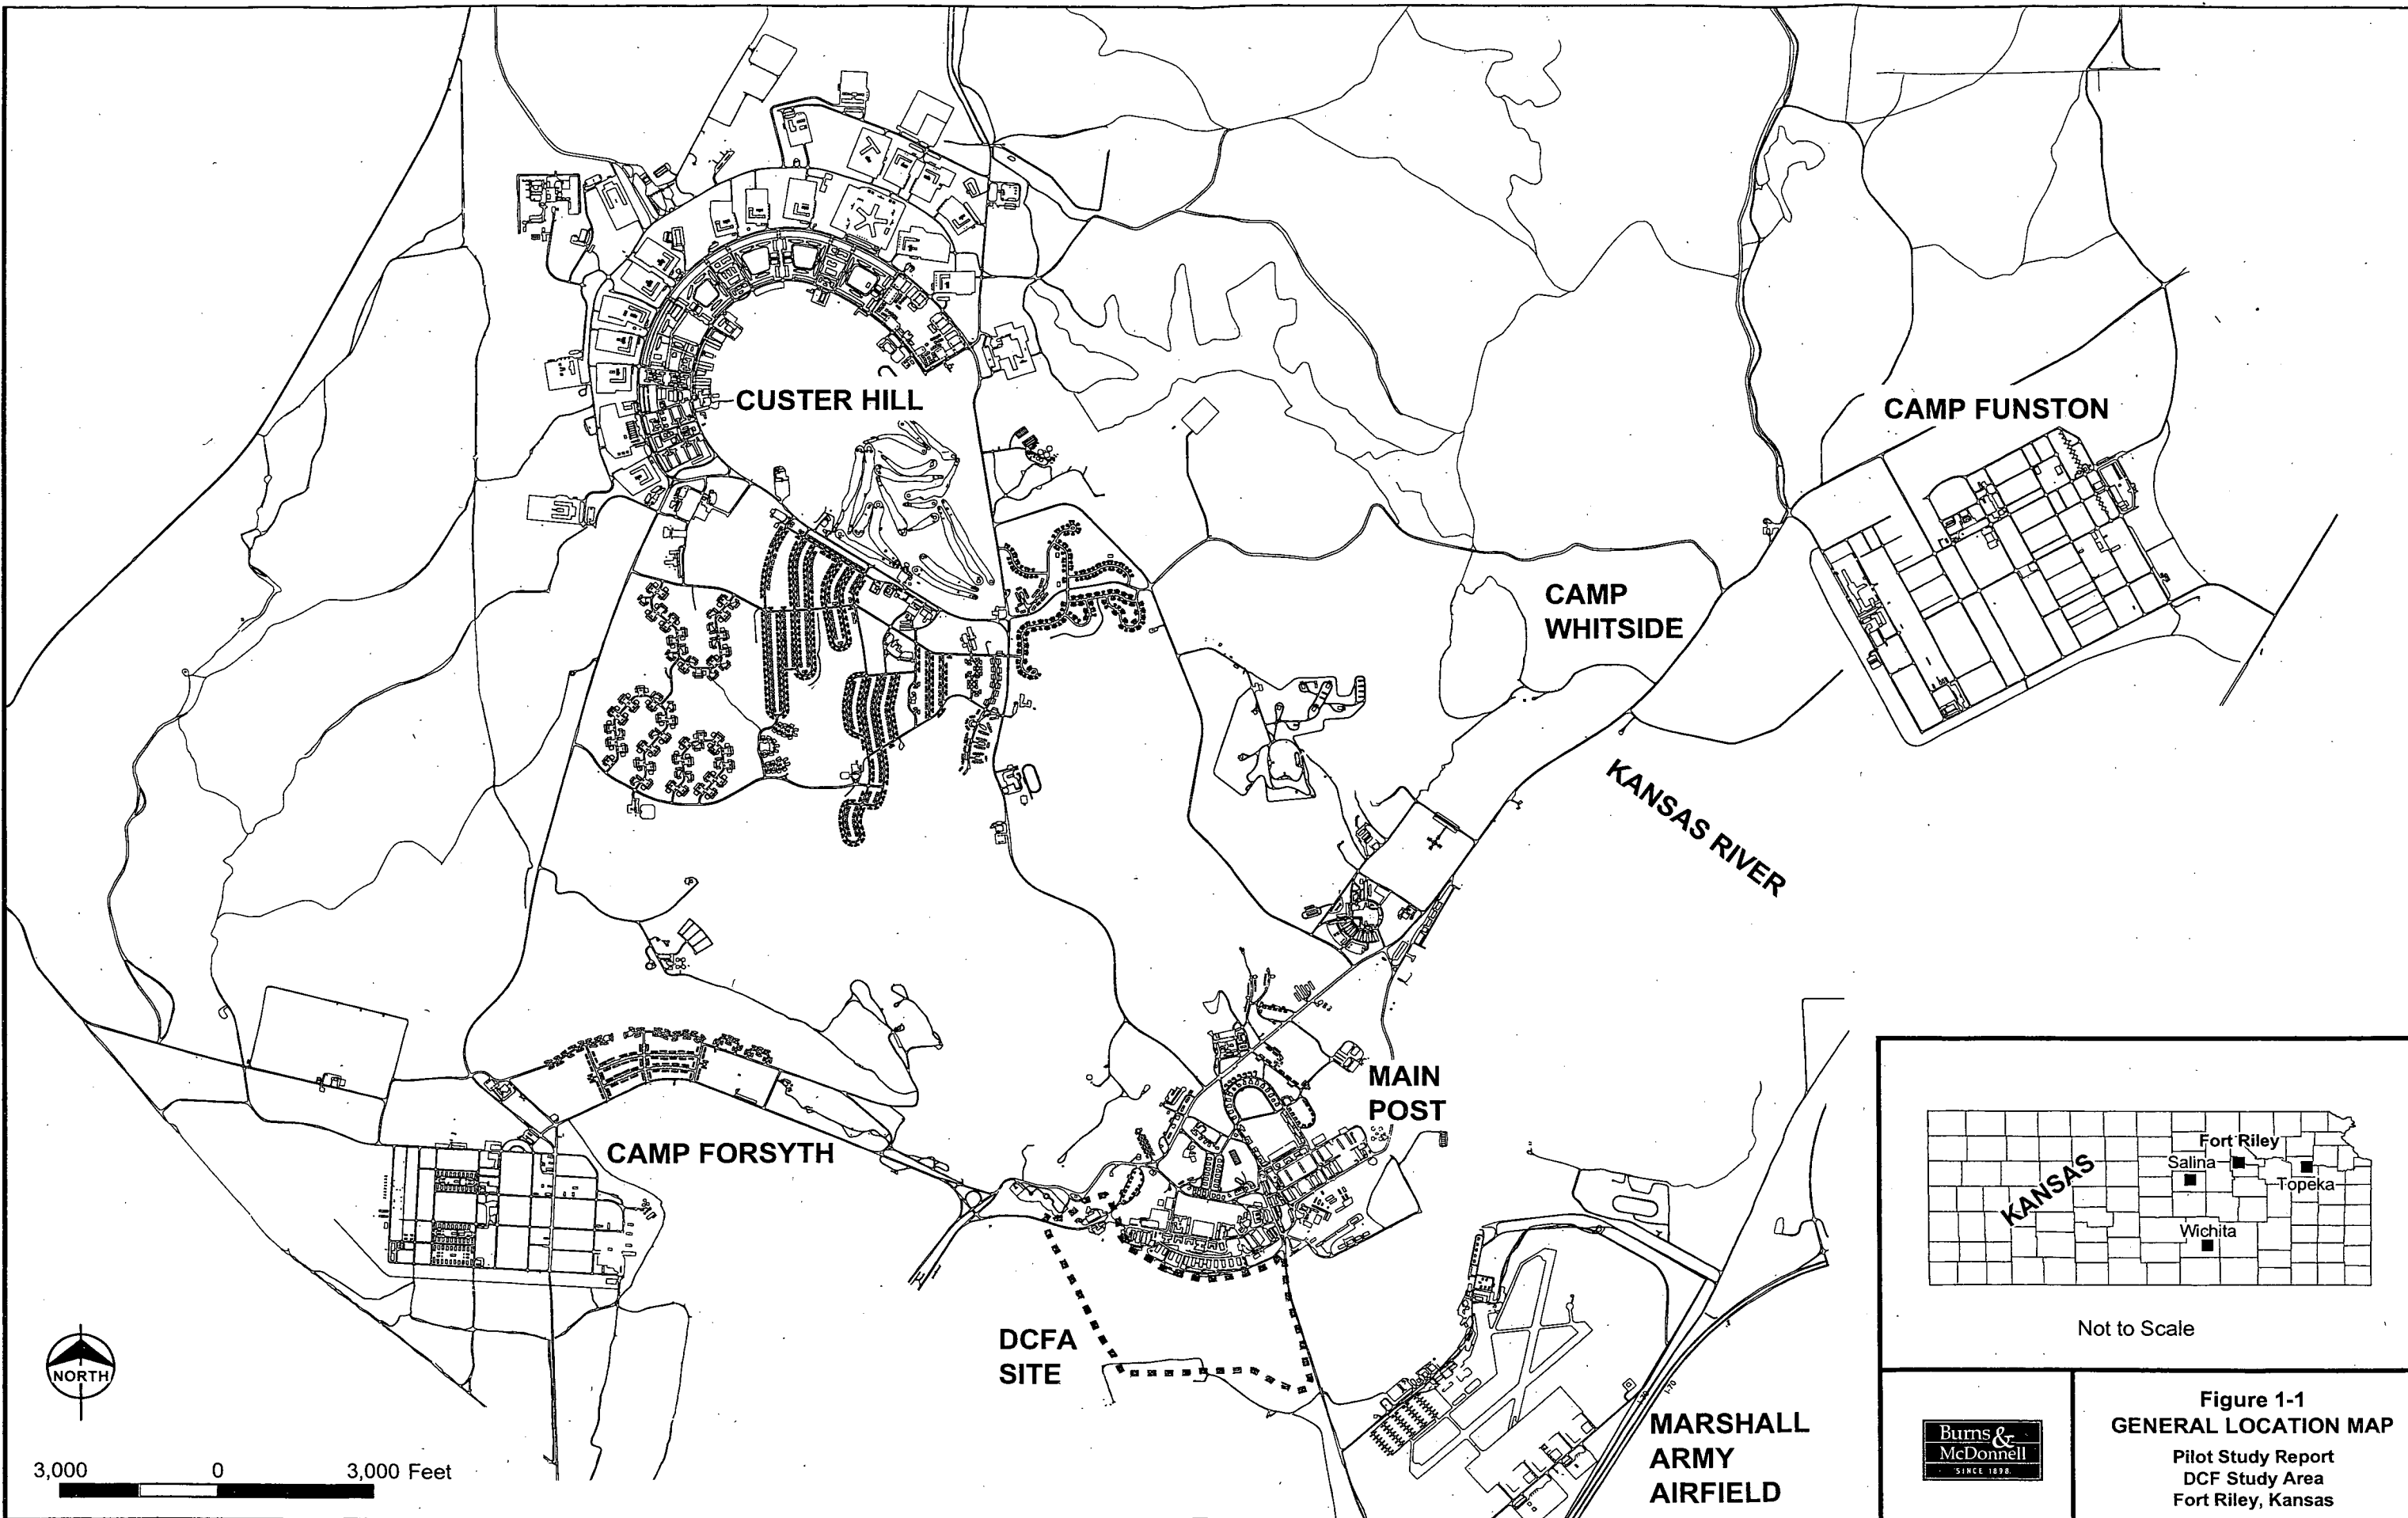 CUSTER HILL
CAMP FUNSTON
CAMP
WHITSIDE
KANSAS RIVER
MAIN
POST
CAMP FORSYTH
DCFA
SITE
MARSHALL
ARMY
AIRFIELD
I-70
NORTH
3,000 0 3,000 Feet
KANSAS
Fort Riley
Salina
Topeka
Wichita
Not to Scale
Burns &
McDonnell
SINCE 1898
Figure 1-1
GENERAL LOCATION MAP
Pilot Study Report
DCF Study Area
Fort Riley, Kansas